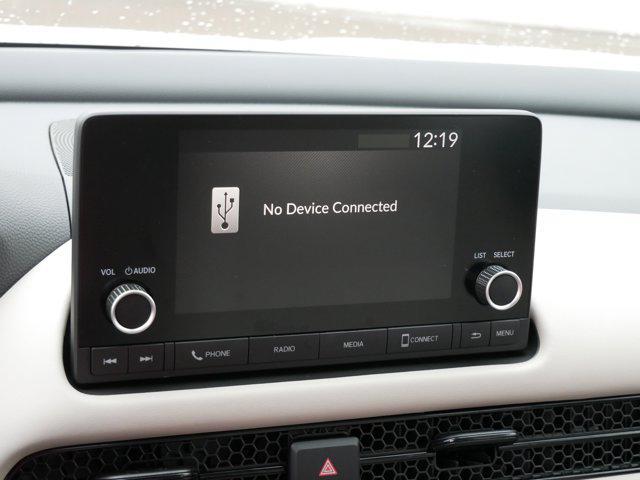 12:19
No Device Connected
VOL AUDIO
LIST SELECT
PHONE RADIO MEDIA CONNECT MENU